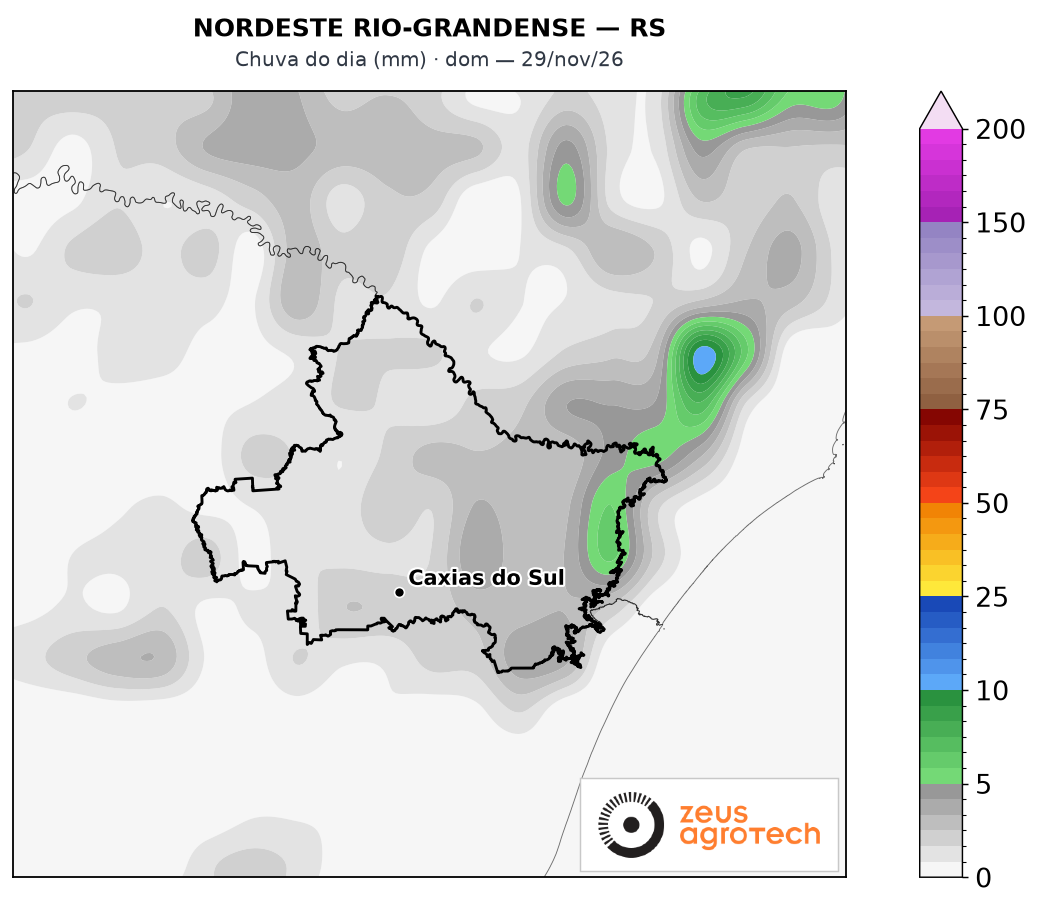 NORDESTE RIO-GRANDENSE — RS
Chuva do dia (mm) · dom — 29/nov/26
200
150
100
75
50
25
10
5
0
Caxias do Sul
zeus
agrotech